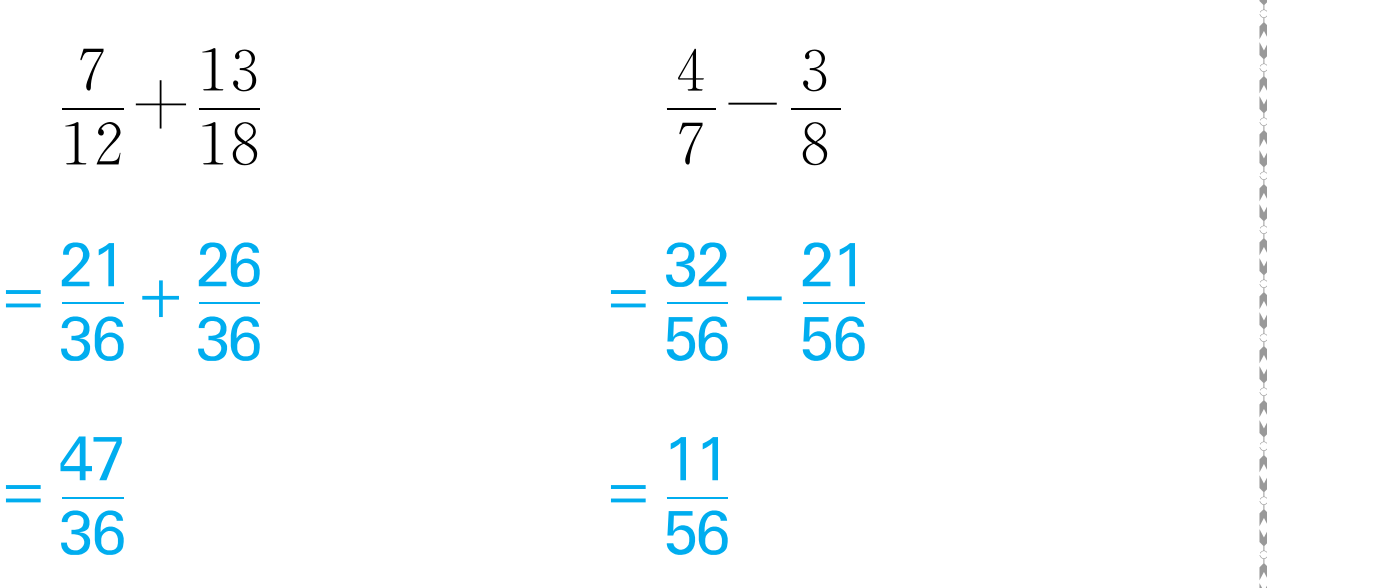 7/12 + 13/18
= 21/36 + 26/36
= 47/36
4/7 − 3/8
= 32/56 − 21/56
= 11/56